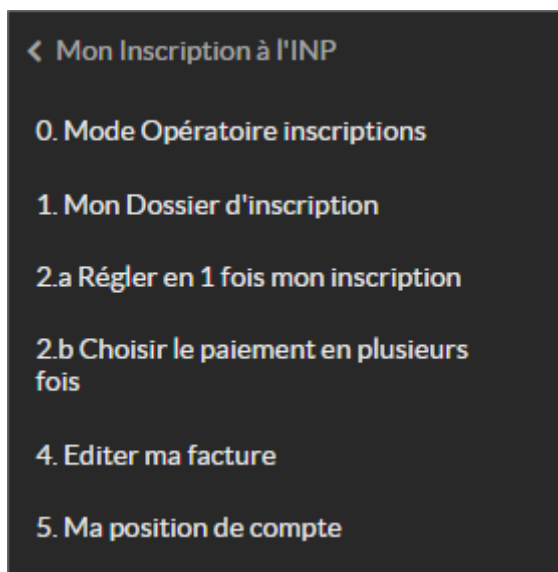 Mon Inscription à l'INP
0. Mode Opératoire inscriptions
1. Mon Dossier d'inscription
2.a Régler en 1 fois mon inscription
2.b Choisir le paiement en plusieurs
fois
4. Editer ma facture
5. Ma position de compte